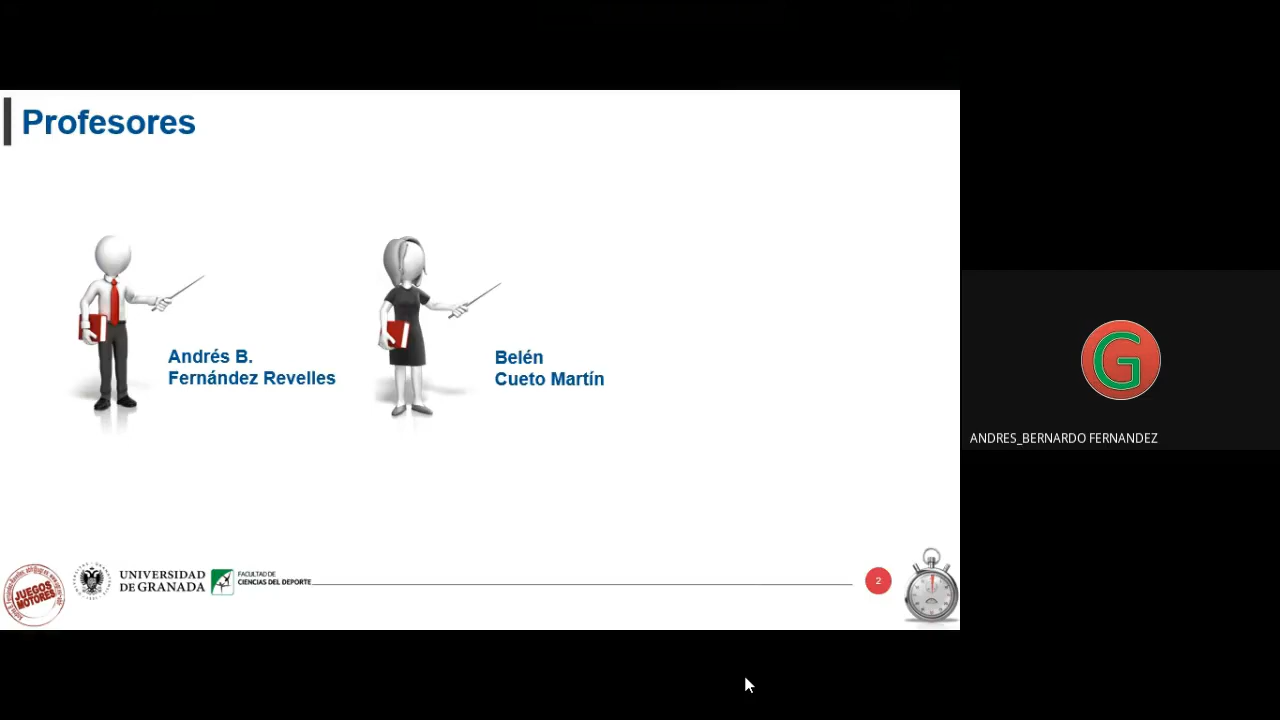 Profesores
Andrés B.
Fernández Revelles
Belén
Cueto Martín
G
ANDRES_BERNARDO FERNANDEZ
JUEGOS
MOTORES
UNIVERSIDAD
DE GRANADA
FACULTAD DE
CIENCIAS DEL DEPORTE
2